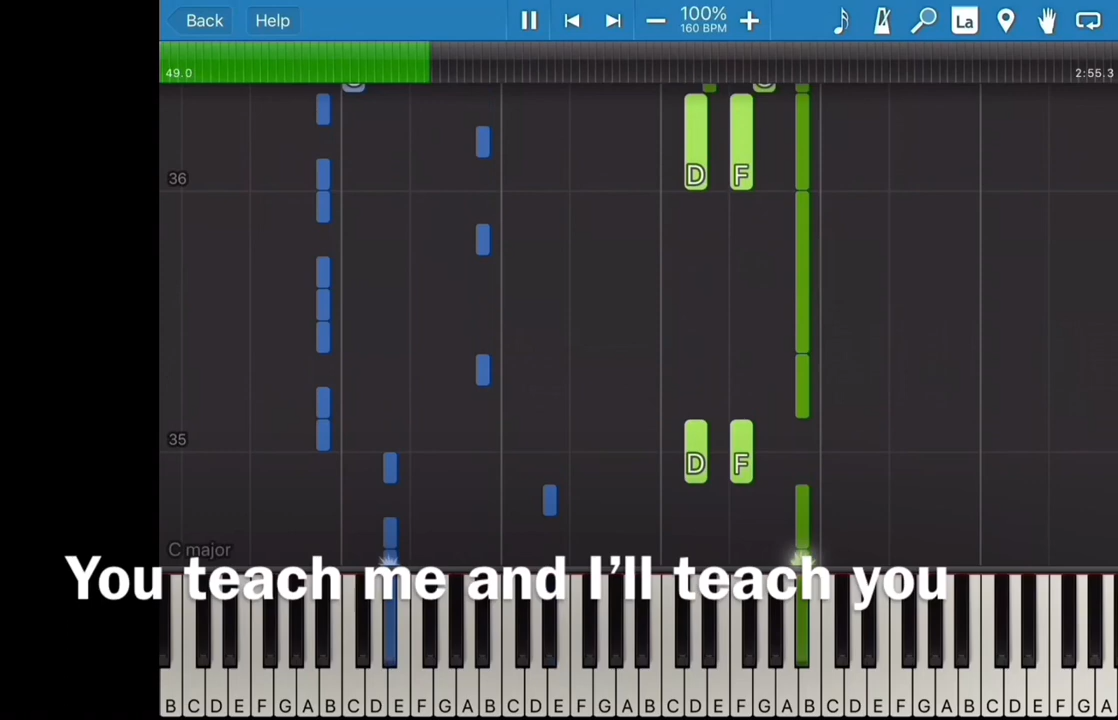 Back Help 100% La
160 BPM
49.0 2:55.3
36
D F
35
D F
C major
You teach me and I'll teach you
B C D E F G A B C D E F G A B C D E F G A B C D E F G A B C D E F G A B C D E F G A